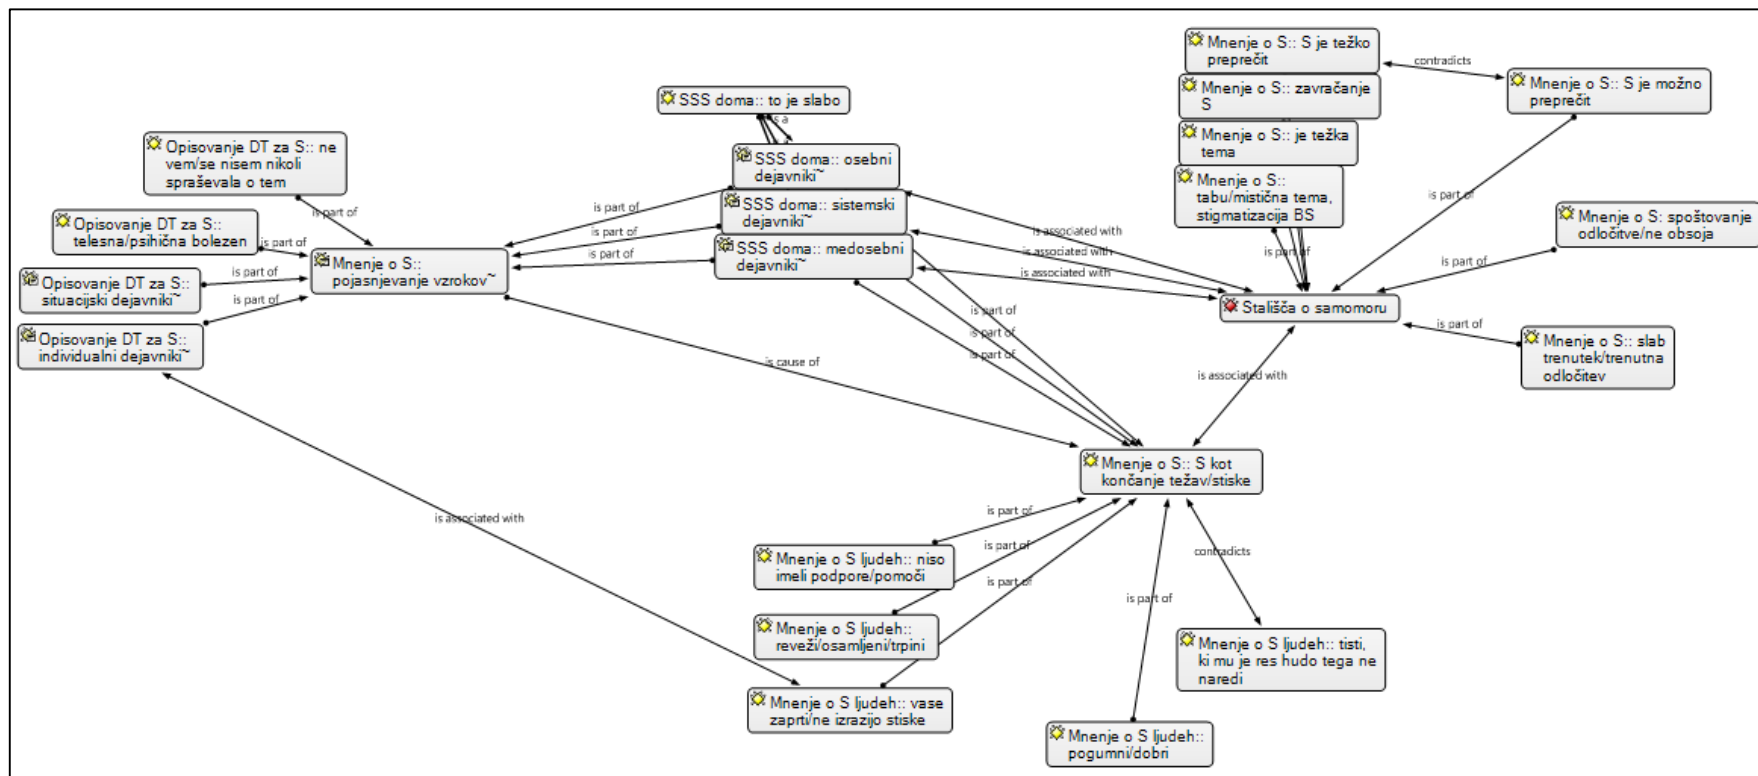 Mnenje o S:: S je težko
preprečit
contradicts
Mnenje o S:: S je možno
preprečit
Mnenje o S:: zavračanje
S
Mnenje o S:: je težka
tema
Mnenje o S::
tabu/mistična tema,
stigmatizacija BS
SSS doma:: to je slabo
is a
SSS doma:: osebni
dejavniki~
SSS doma:: sistemski
dejavniki~
SSS doma:: medosebni
dejavniki~
Opisovanje DT za S:: ne
vem/se nisem nikoli
spraševala o tem
is part of
Opisovanje DT za S::
telesna/psihična bolezen
is part of
Opisovanje DT za S::
situacijski dejavniki~
is part of
Opisovanje DT za S::
individualni dejavniki~
is part of
Mnenje o S::
pojasnjevanje vzrokov~
is part of
is part of
is part of
is associated with
is associated with
is associated with
is part of
is part of
Mnenje o S: spoštovanje
odločitve/ne obsoja
is part of
Stališča o samomoru
is part of
Mnenje o S:: slab
trenutek/trenutna
odločitev
is part of
is part of
is part of
is cause of
is associated with
Mnenje o S:: S kot
končanje težav/stiske
is associated with
is part of
Mnenje o S ljudeh:: niso
imeli podpore/pomoči
is part of
is part of
contradicts
is part of
Mnenje o S ljudeh::
reveži/osamljeni/trpini
Mnenje o S ljudeh:: tisti,
ki mu je res hudo tega ne
naredi
Mnenje o S ljudeh:: vase
zaprti/ne izrazijo stiske
Mnenje o S ljudeh::
pogumni/dobri